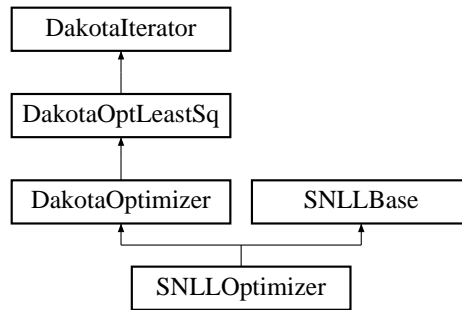 DakotaIterator
DakotaOptLeastSq
DakotaOptimizer
SNLLBase
SNLLOptimizer